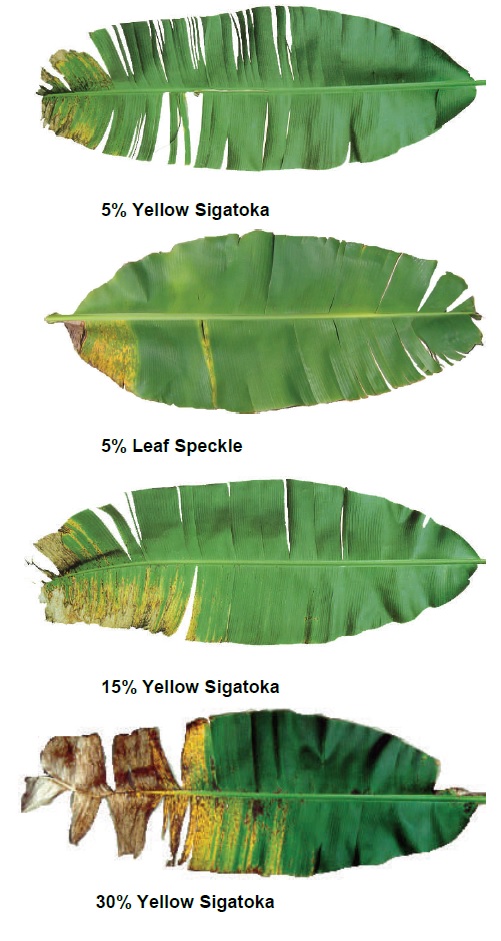 5% Yellow Sigatoka
5% Leaf Speckle
15% Yellow Sigatoka
30% Yellow Sigatoka